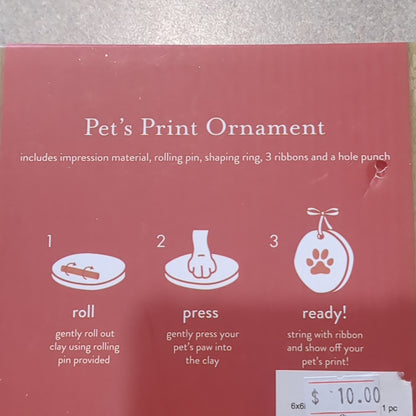 Pet's Print Ornament
includes impression material, rolling pin, shaping ring, 3 ribbons and a hole punch
1
roll
gently roll out
clay using rolling
pin provided
2
press
gently press your
pet's paw into
the clay
3
ready!
string with ribbon
and show off your
pet's print!
$ 10.00
6x6i
1 pc